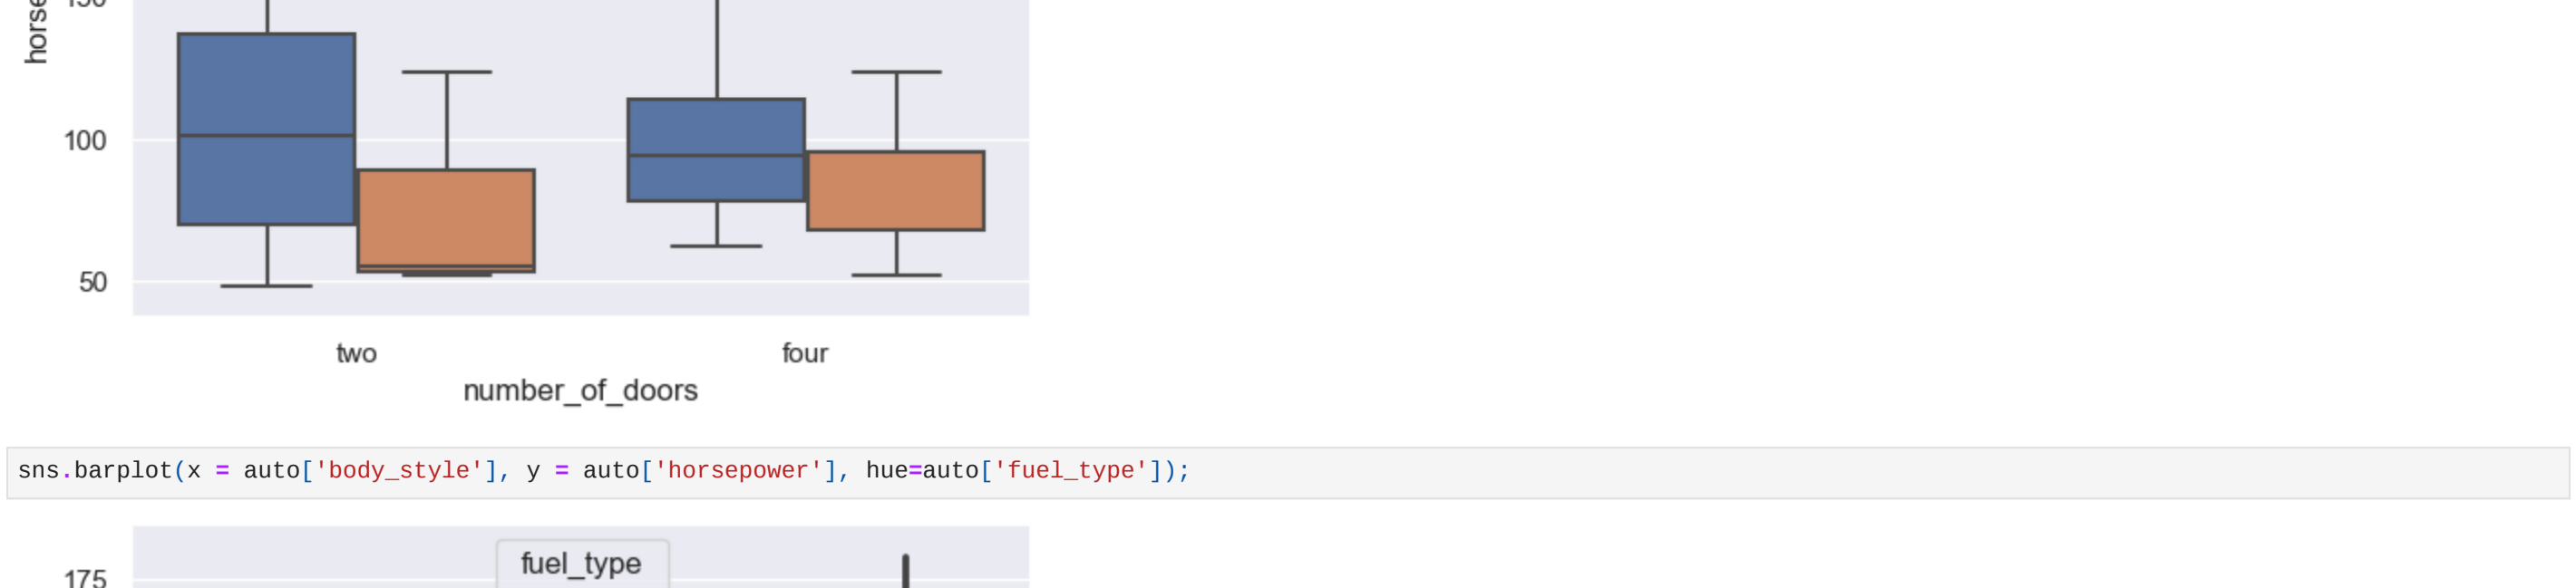 100
50
two four
number_of_doors
sns.barplot(x = auto['body_style'], y = auto['horsepower'], hue=auto['fuel_type']);
fuel_type
175